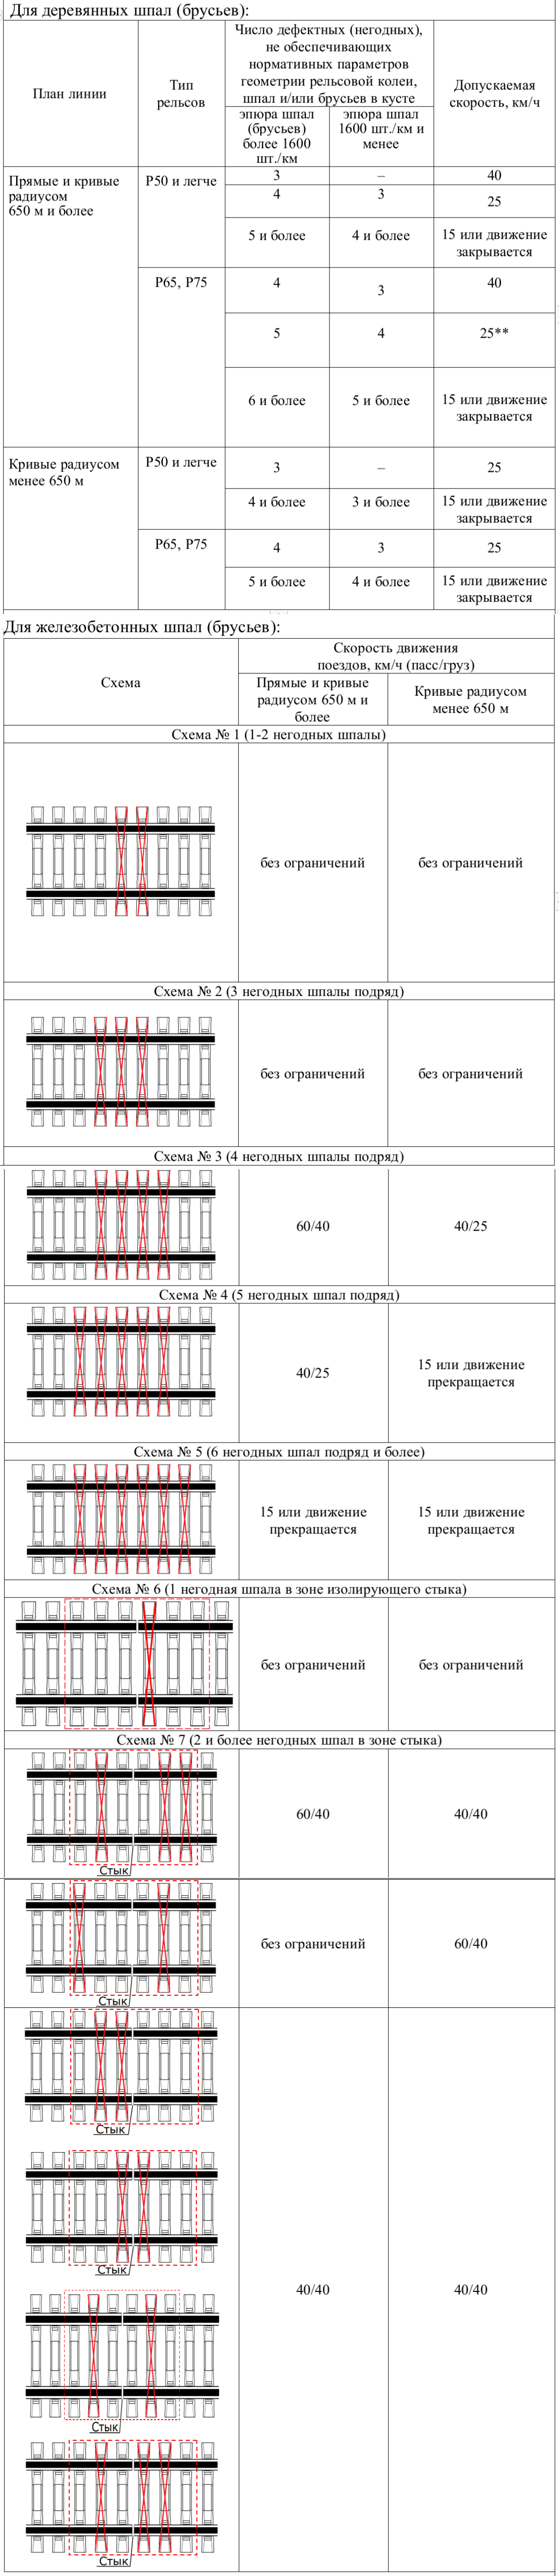 Для деревянных шпал (брусьев):
План линии
Тип
рельсов
Число дефектных (негодных),
не обеспечивающих
нормативных параметров
геометрии рельсовой колеи,
шпал и/или брусьев в кусте
Допускаемая
скорость, км/ч
эпюра шпал
(брусьев)
более 1600
шт./км
эпюра шпал
1600 шт./км и
менее
Прямые и кривые
радиусом
650 м и более
Р50 и легче
3
–
40
4
3
25
5 и более
4 и более
15 или движение
закрывается
Р65, Р75
4
3
40
5
4
25**
6 и более
5 и более
15 или движение
закрывается
Кривые радиусом
менее 650 м
Р50 и легче
3
–
25
4 и более
3 и более
15 или движение
закрывается
Р65, Р75
4
3
25
5 и более
4 и более
15 или движение
закрывается
Для железобетонных шпал (брусьев):
Схема
Скорость движения
поездов, км/ч (пасс/груз)
Прямые и кривые
радиусом 650 м и
более
Кривые радиусом
менее 650 м
Схема № 1 (1-2 негодных шпалы)
без ограничений
без ограничений
Схема № 2 (3 негодных шпалы подряд)
без ограничений
без ограничений
Схема № 3 (4 негодных шпалы подряд)
60/40
40/25
Схема № 4 (5 негодных шпал подряд)
40/25
15 или движение
прекращается
Схема № 5 (6 негодных шпал подряд и более)
15 или движение
прекращается
15 или движение
прекращается
Схема № 6 (1 негодная шпала в зоне изолирующего стыка)
без ограничений
без ограничений
Схема № 7 (2 и более негодных шпал в зоне стыка)
Стык
60/40
40/40
Стык
без ограничений
60/40
Стык
Стык
Стык
Стык
40/40
40/40